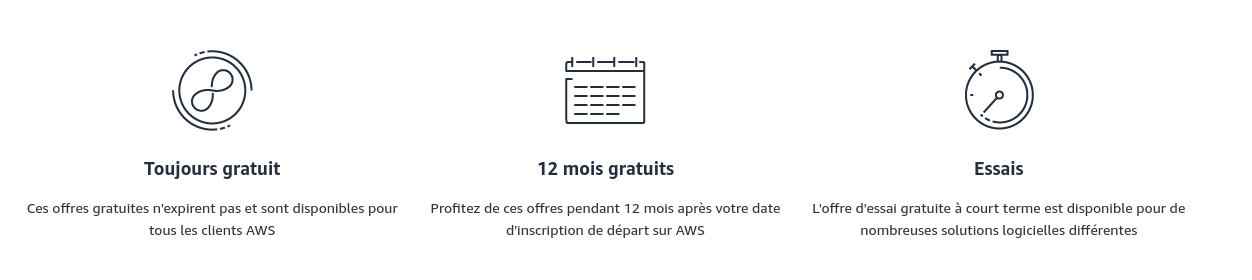 Toujours gratuit
Ces offres gratuites n'expirent pas et sont disponibles pour
tous les clients AWS
12 mois gratuits
Profitez de ces offres pendant 12 mois après votre date
d'inscription de départ sur AWS
Essais
L'offre d'essai gratuite à court terme est disponible pour de
nombreuses solutions logicielles différentes